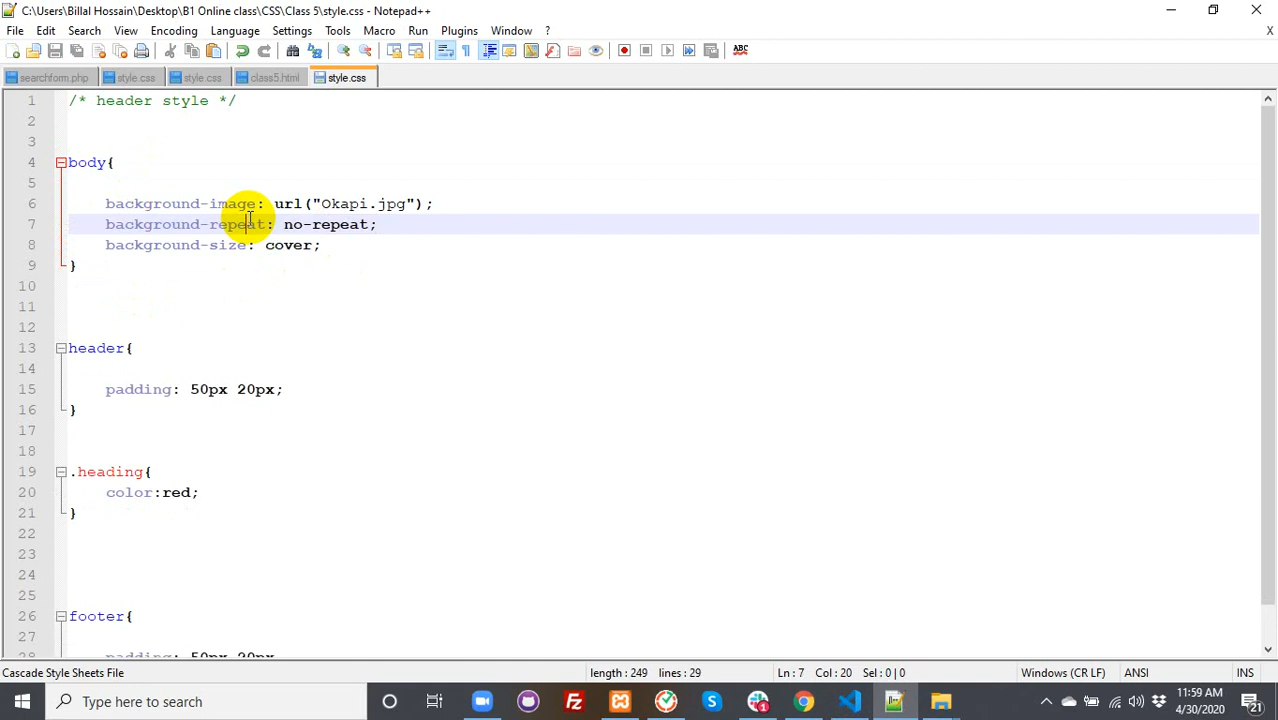 C:\Users\Billal Hossain\Desktop\B1 Online class\CSS\Class 5\style.css - Notepad++
File Edit Search View Encoding Language Settings Tools Macro Run Plugins Window ? X
ABC
searchform.php style.css style.css class5.html style.css
1 /* header style */
2
3
4 body{
5
6 background-image: url("Okapi.jpg");
7 background-repeat: no-repeat;
8 background-size: cover;
9 }
10
11
12
13 header{
14
15 padding: 50px 20px;
16 }
17
18
19 .heading{
20 color:red;
21 }
22
23
24
25
26 footer{
27
28 padding: 50px 20px
Cascade Style Sheets File length : 249 lines : 29 Ln : 7 Col : 20 Sel : 0 | 0 Windows (CR LF) ANSI INS
Type here to search 11:59 AM
4/30/2020 21